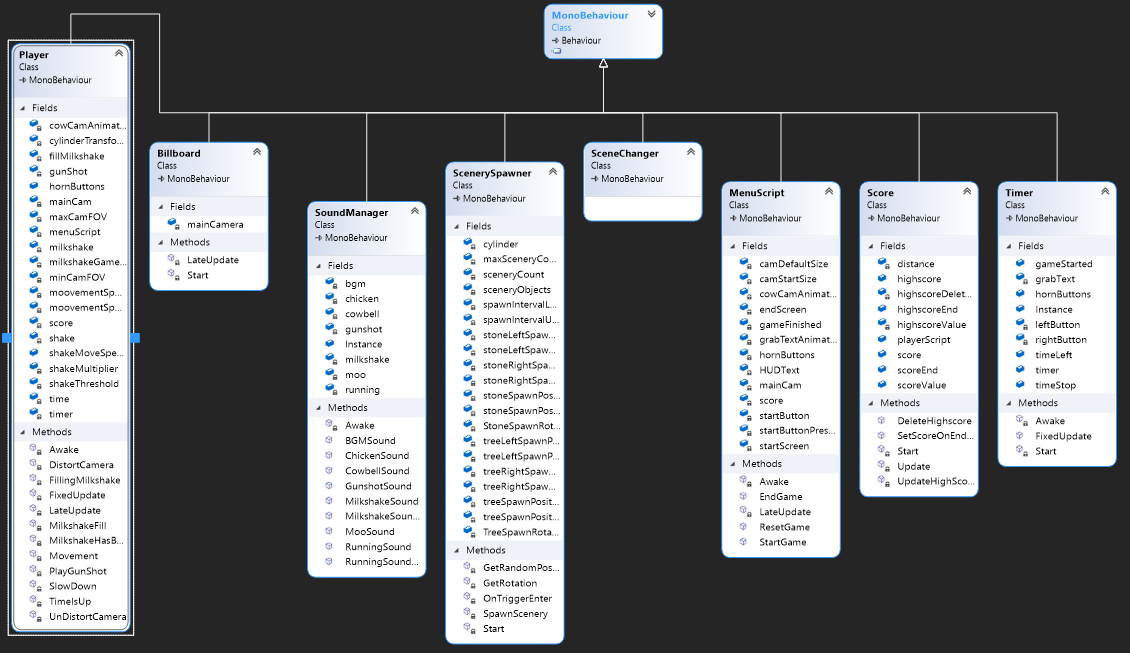 MonoBehaviour
Class
Behaviour
Player
Class
MonoBehaviour
Fields
cowCamAnimat...
cylinderTransfo...
fillMilkshake
gunShot
hornButtons
mainCam
maxCamFOV
menuScript
milkshake
milkshakeGame...
minCamFOV
moovementSp...
moovementSp...
score
shake
shakeMoveSpe...
shakeMultiplier
shakeThreshold
time
timer
Methods
Awake
DistortCamera
FillingMilkshake
FixedUpdate
LateUpdate
MilkshakeFill
MilkshakeHasB...
Movement
PlayGunShot
SlowDown
TimeIsUp
UnDistortCamera
Billboard
Class
MonoBehaviour
Fields
mainCamera
Methods
LateUpdate
Start
SoundManager
Class
MonoBehaviour
Fields
bgm
chicken
cowbell
gunshot
Instance
milkshake
moo
running
Methods
Awake
BGMSound
ChickenSound
CowbellSound
GunshotSound
MilkshakeSound
MilkshakeSoun...
MooSound
RunningSound
RunningSound...
ScenerySpawner
Class
MonoBehaviour
Fields
cylinder
maxSceneryCo...
sceneryCount
sceneryObjects
spawnIntervalL...
spawnIntervalU...
stoneLeftSpaw...
stoneLeftSpaw...
stoneRightSpa...
stoneRightSpa...
stoneSpawnPos...
stoneSpawnPos...
StoneSpawnRot...
treeLeftSpawnP...
treeLeftSpawnP...
treeRightSpaw...
treeRightSpaw...
treeSpawnPosit...
treeSpawnPosit...
TreeSpawnRota...
Methods
GetRandomPos...
GetRotation
OnTriggerEnter
SpawnScenery
Start
SceneChanger
Class
MonoBehaviour
MenuScript
Class
MonoBehaviour
Fields
camDefaultSize
camStartSize
cowCamAnimat...
endScreen
gameFinished
grabTextAnimat...
hornButtons
HUDText
mainCam
score
startButton
startButtonPres...
startScreen
Methods
Awake
EndGame
LateUpdate
ResetGame
StartGame
Score
Class
MonoBehaviour
Fields
distance
highscore
highscoreDelet...
highscoreEnd
highscoreValue
playerScript
score
scoreEnd
scoreValue
Methods
DeleteHighscore
SetScoreOnEnd...
Start
Update
UpdateHighSco...
Timer
Class
MonoBehaviour
Fields
gameStarted
grabText
hornButtons
Instance
leftButton
rightButton
timeLeft
timer
timeStop
Methods
Awake
FixedUpdate
Start